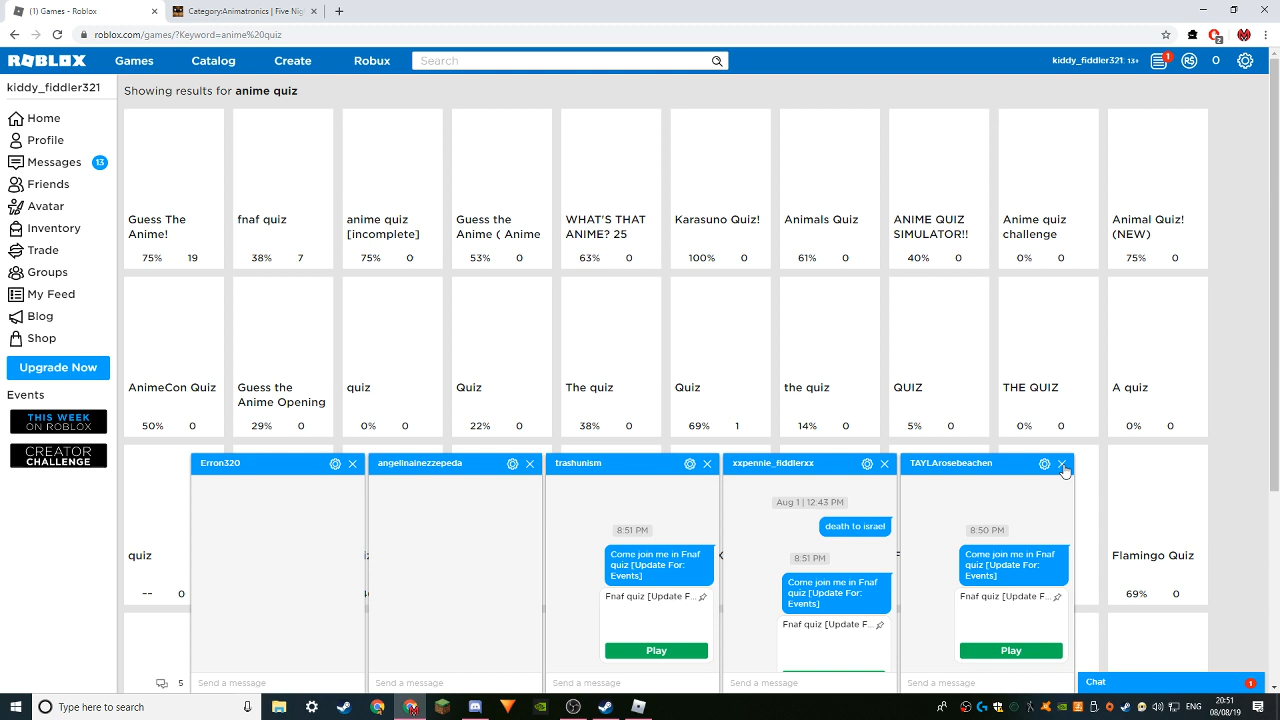 (1) Games - Roblox
CategoryAnimatronics | Five Nig
roblox.com/games/?Keyword=anime%20quiz
2
ROBLOX Games Catalog Create Robux Search kiddy_fiddler321: 13+ 1 R$ 0
kiddy_fiddler321
Home
Profile
Messages 13
Friends
Avatar
Inventory
Trade
Groups
My Feed
Blog
Shop
Upgrade Now
Events
THIS WEEK
ON ROBLOX
CREATOR
CHALLENGE
Showing results for anime quiz
Guess The
Anime!
75% 19
fnaf quiz
38% 7
anime quiz
[incomplete]
75% 0
Guess the
Anime ( Anime
53% 0
WHAT'S THAT
ANIME? 25
63% 0
Karasuno Quiz!
100% 0
Animals Quiz
61% 0
ANIME QUIZ
SIMULATOR!!
40% 0
Anime quiz
challenge
0% 0
Animal Quiz!
(NEW)
75% 0
AnimeCon Quiz
50% 0
Guess the
Anime Opening
29% 0
quiz
0% 0
Quiz
22% 0
The quiz
38% 0
Quiz
69% 1
the quiz
14% 0
QUIZ
5% 0
THE QUIZ
0% 0
A quiz
0% 0
quiz
-- 0
Flamingo Quiz
69% 0
5
Erron320
Send a message
angelinainezzepeda
Send a message
trashunism
8:51 PM
Come join me in Fnaf
quiz [Update For:
Events]
Fnaf quiz [Update F...
Play
Send a message
xxpennie_fiddlerxx
Aug 1 | 12:43 PM
death to israel
8:51 PM
Come join me in Fnaf
quiz [Update For:
Events]
Fnaf quiz [Update F...
Send a message
TAYLArosebeachen
8:50 PM
Come join me in Fnaf
quiz [Update For:
Events]
Fnaf quiz [Update F...
Play
Send a message
Chat 1
Type here to search
20:51
08/08/19